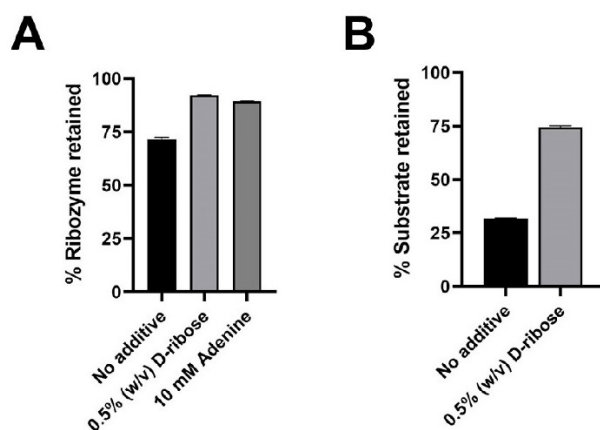 A
% Ribozyme retained
100
75
50
25
0
No additive
0.5% (w/v) D-ribose
10 mM Adenine
B
% Substrate retained
100
75
50
25
0
No additive
0.5% (w/v) D-ribose